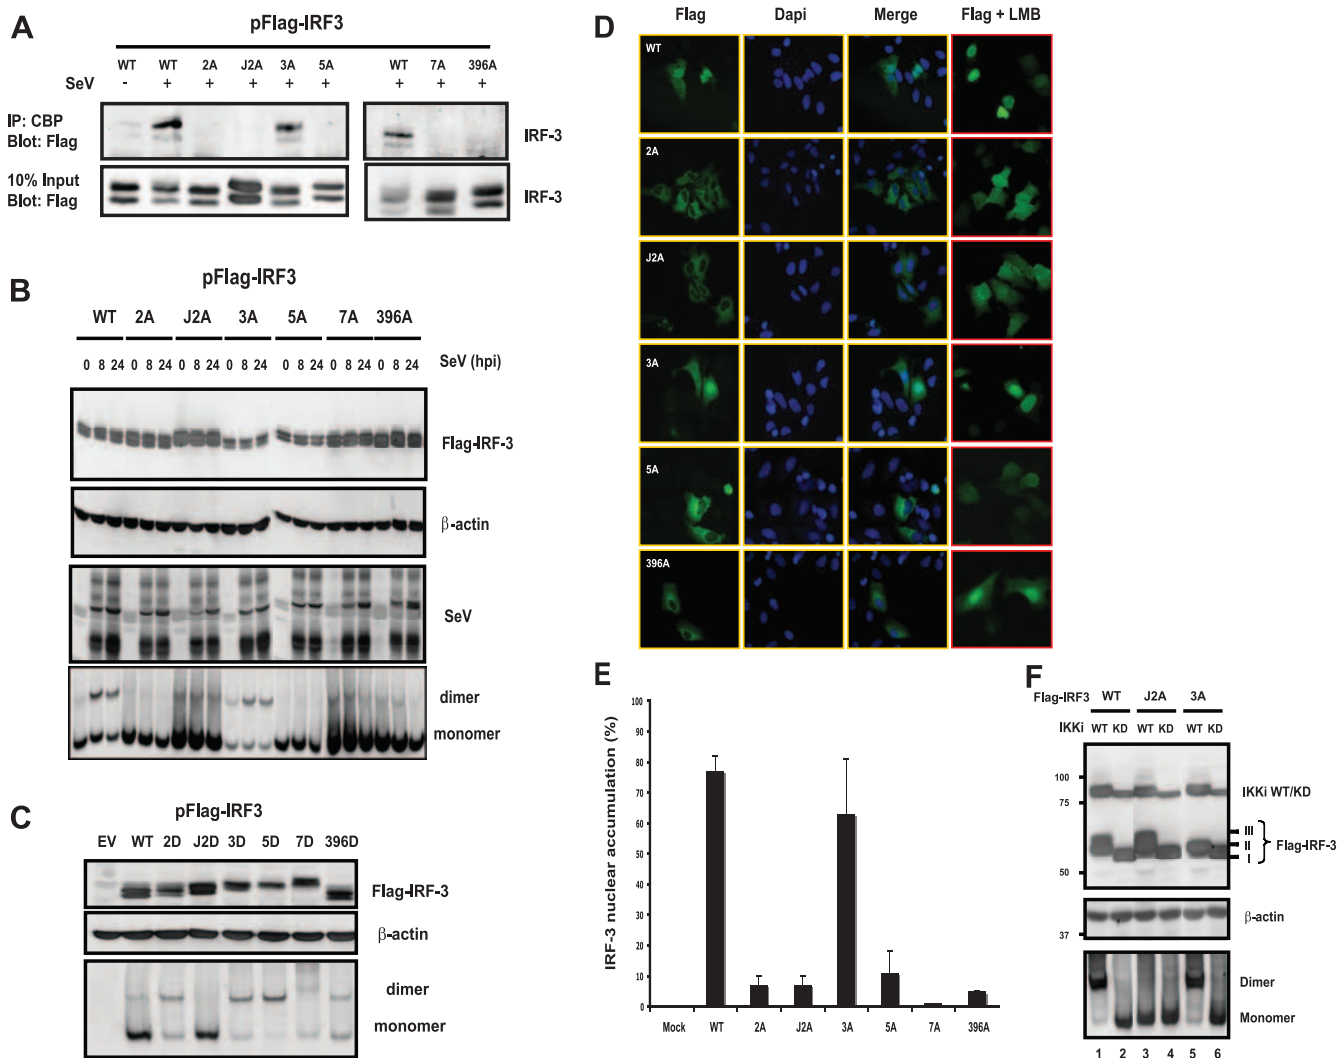 A
pFlag-IRF3
WT WT 2A J2A 3A 5A WT 7A 396A
SeV - + + + + + + + +
IP: CBP
Blot: Flag
IRF-3
10% Input
Blot: Flag
IRF-3
B
pFlag-IRF3
WT 2A J2A 3A 5A 7A 396A
0 8 24 0 8 24 0 8 24 0 8 24 0 8 24 0 8 24 0 8 24 SeV (hpi)
Flag-IRF-3
β-actin
SeV
dimer
monomer
C
pFlag-IRF3
EV WT 2D J2D 3D 5D 7D 396D
Flag-IRF-3
β-actin
dimer
monomer
D
Flag Dapi Merge Flag + LMB
WT
2A
J2A
3A
5A
396A
E
IRF-3 nuclear accumulation (%)
100
90
80
70
60
50
40
30
20
10
0
Mock WT 2A J2A 3A 5A 7A 396A
F
Flag-IRF3 WT J2A 3A
IKKi WT KD WT KD WT KD
100
75
50
37
IKKi WT/KD
III
II
I
Flag-IRF-3
β-actin
Dimer
Monomer
1 2 3 4 5 6